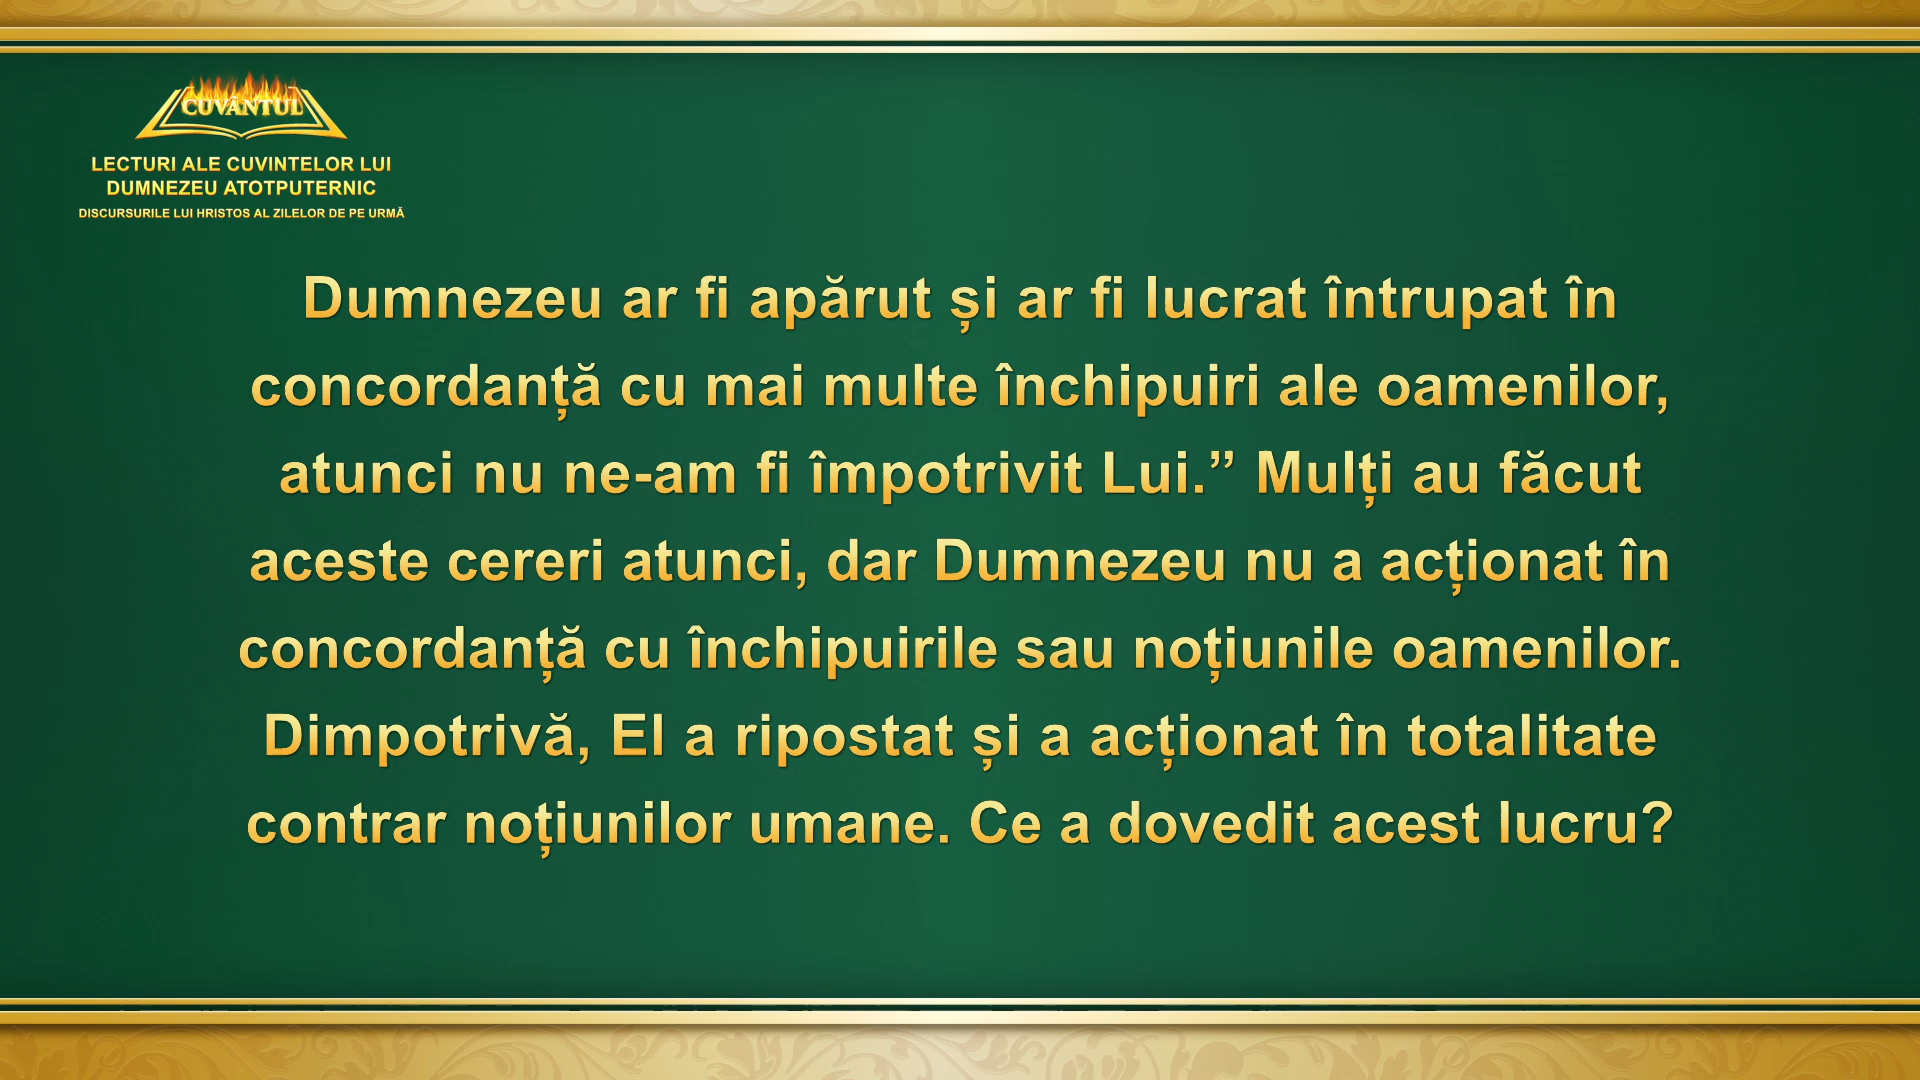 CUVÂNTUL
LECTURI ALE CUVINTELOR LUI
DUMNEZEU ATOTPUTERNIC
DISCURSURILE LUI HRISTOS AL ZILELOR DE PE URMĂ
Dumnezeu ar fi apărut și ar fi lucrat întrupat în
concordanță cu mai multe închipuiri ale oamenilor,
atunci nu ne-am fi împotrivit Lui.” Mulți au făcut
aceste cereri atunci, dar Dumnezeu nu a acționat în
concordanță cu închipuirile sau noțiunile oamenilor.
Dimpotrivă, El a ripostat și a acționat în totalitate
contrar noțiunilor umane. Ce a dovedit acest lucru?